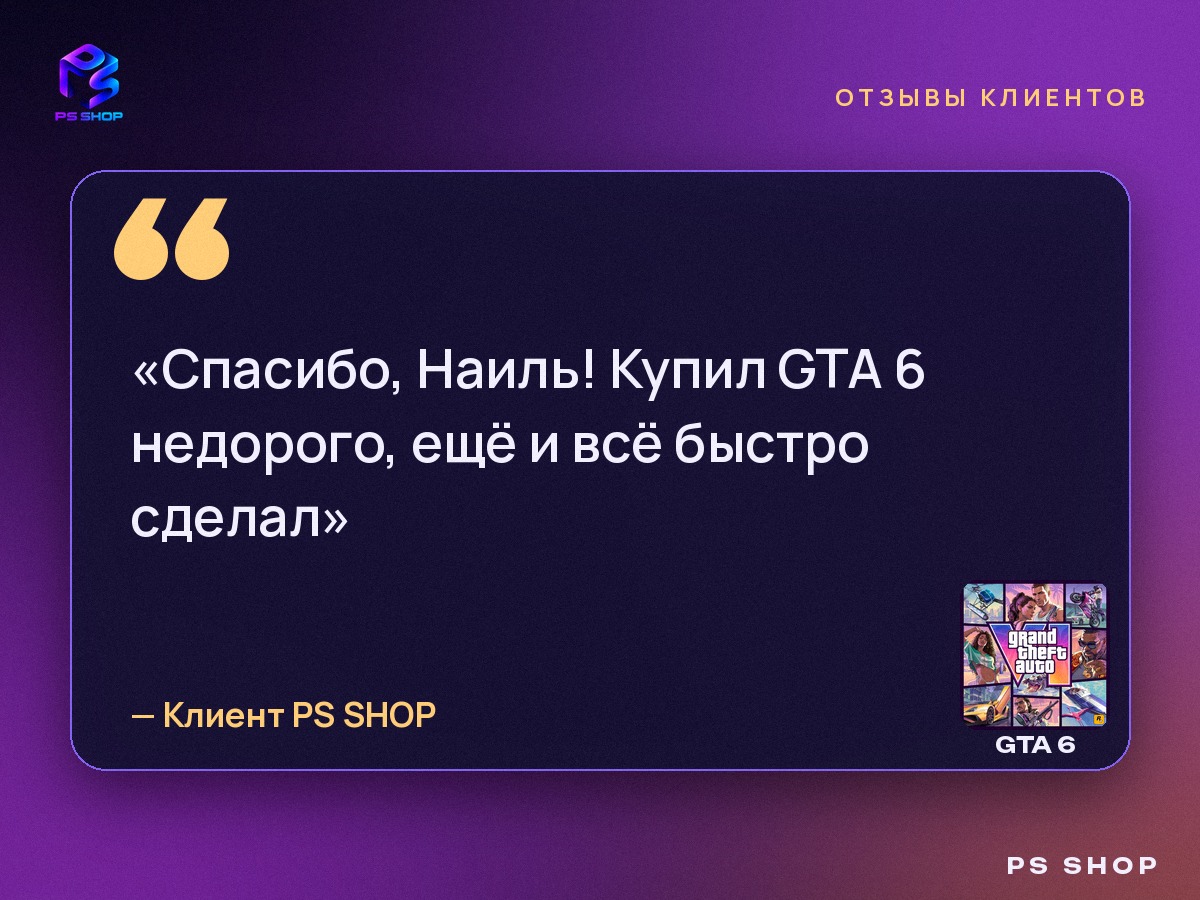 PS SHOP
ОТЗЫВЫ КЛИЕНТОВ
“
«Спасибо, Наиль! Купил GTA 6
недорого, ещё и всё быстро
сделал»
— Клиент PS SHOP
grand
theft
auto
VI
GTA 6
PS SHOP